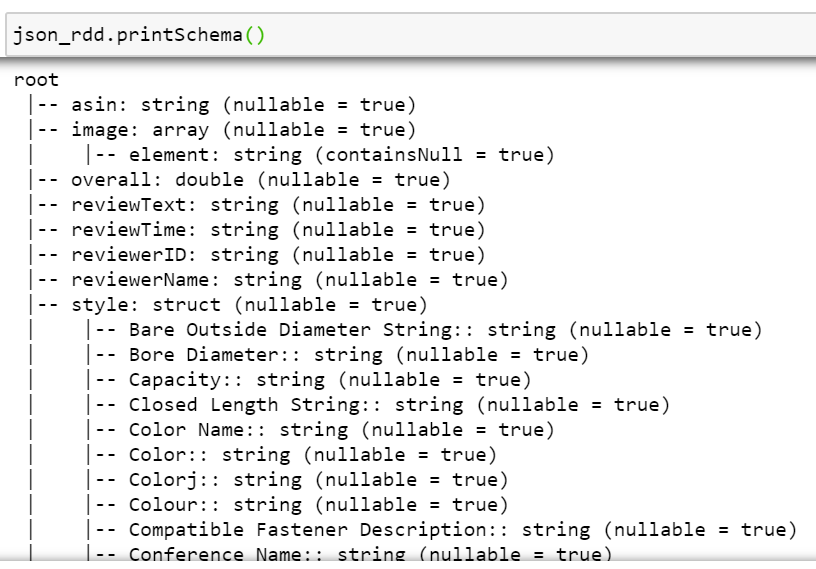 json_rdd.printSchema()
root
 |-- asin: string (nullable = true)
 |-- image: array (nullable = true)
 |    |-- element: string (containsNull = true)
 |-- overall: double (nullable = true)
 |-- reviewText: string (nullable = true)
 |-- reviewTime: string (nullable = true)
 |-- reviewerID: string (nullable = true)
 |-- reviewerName: string (nullable = true)
 |-- style: struct (nullable = true)
 |    |-- Bare Outside Diameter String:: string (nullable = true)
 |    |-- Bore Diameter:: string (nullable = true)
 |    |-- Capacity:: string (nullable = true)
 |    |-- Closed Length String:: string (nullable = true)
 |    |-- Color Name:: string (nullable = true)
 |    |-- Color:: string (nullable = true)
 |    |-- Colorj:: string (nullable = true)
 |    |-- Colour:: string (nullable = true)
 |    |-- Compatible Fastener Description:: string (nullable = true)
 |    |-- Conference Name:: string (nullable = true)